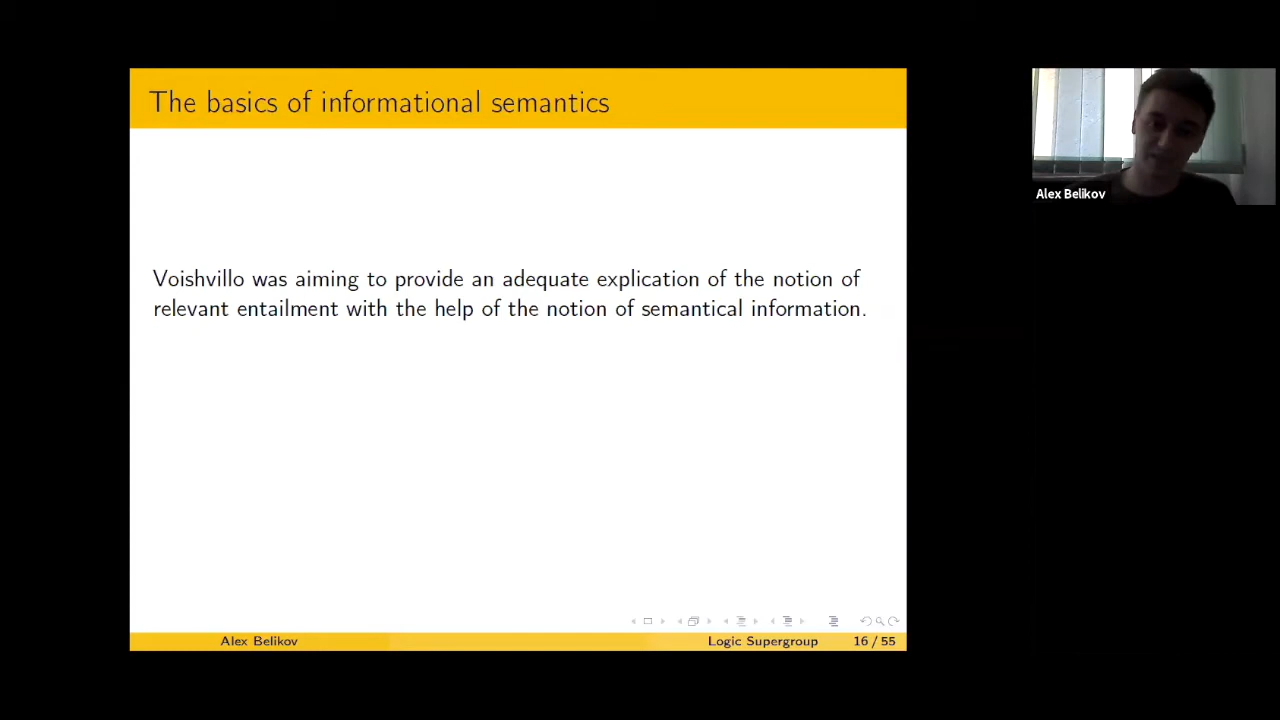 The basics of informational semantics
Alex Belikov
Voishvillo was aiming to provide an adequate explication of the notion of
relevant entailment with the help of the notion of semantical information.
Alex Belikov
Logic Supergroup
16 / 55